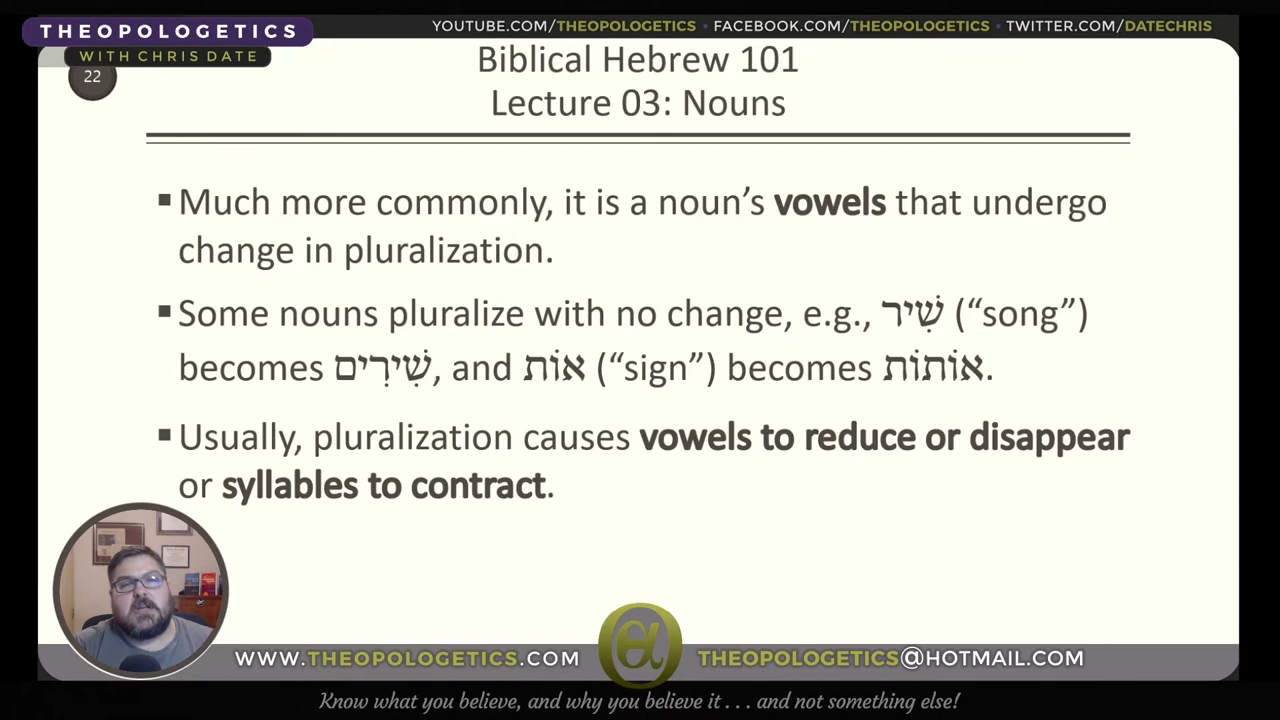 THEOPOLOGETICS
WITH CHRIS DATE
YOUTUBE.COM/THEOPOLOGETICS • FACEBOOK.COM/THEOPOLOGETICS • TWITTER.COM/DATECHRIS
22
Biblical Hebrew 101
Lecture 03: Nouns
▪ Much more commonly, it is a noun’s vowels that undergo
change in pluralization.
▪ Some nouns pluralize with no change, e.g., שִׁיר (“song”)
becomes שִׁירִים, and אוֹת (“sign”) becomes אוֹתוֹת.
▪ Usually, pluralization causes vowels to reduce or disappear
or syllables to contract.
WWW.THEOPOLOGETICS.COM
THEOPOLOGETICS@HOTMAIL.COM
Know what you believe, and why you believe it . . . and not something else!